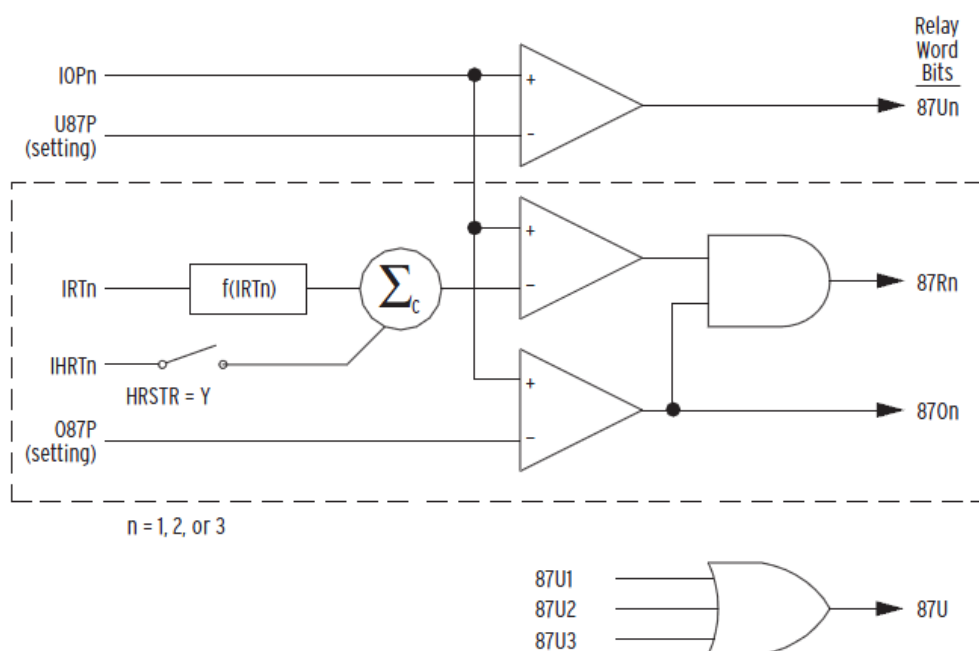 Relay
Word
Bits
IOPn
+
87Un
U87P
(setting)
-
+
IRTn
f(IRTn)
Σc
-
87Rn
IHRTn
HRSTR = Y
+
O87P
(setting)
-
87On
n = 1, 2, or 3
87U1
87U2
87U
87U3